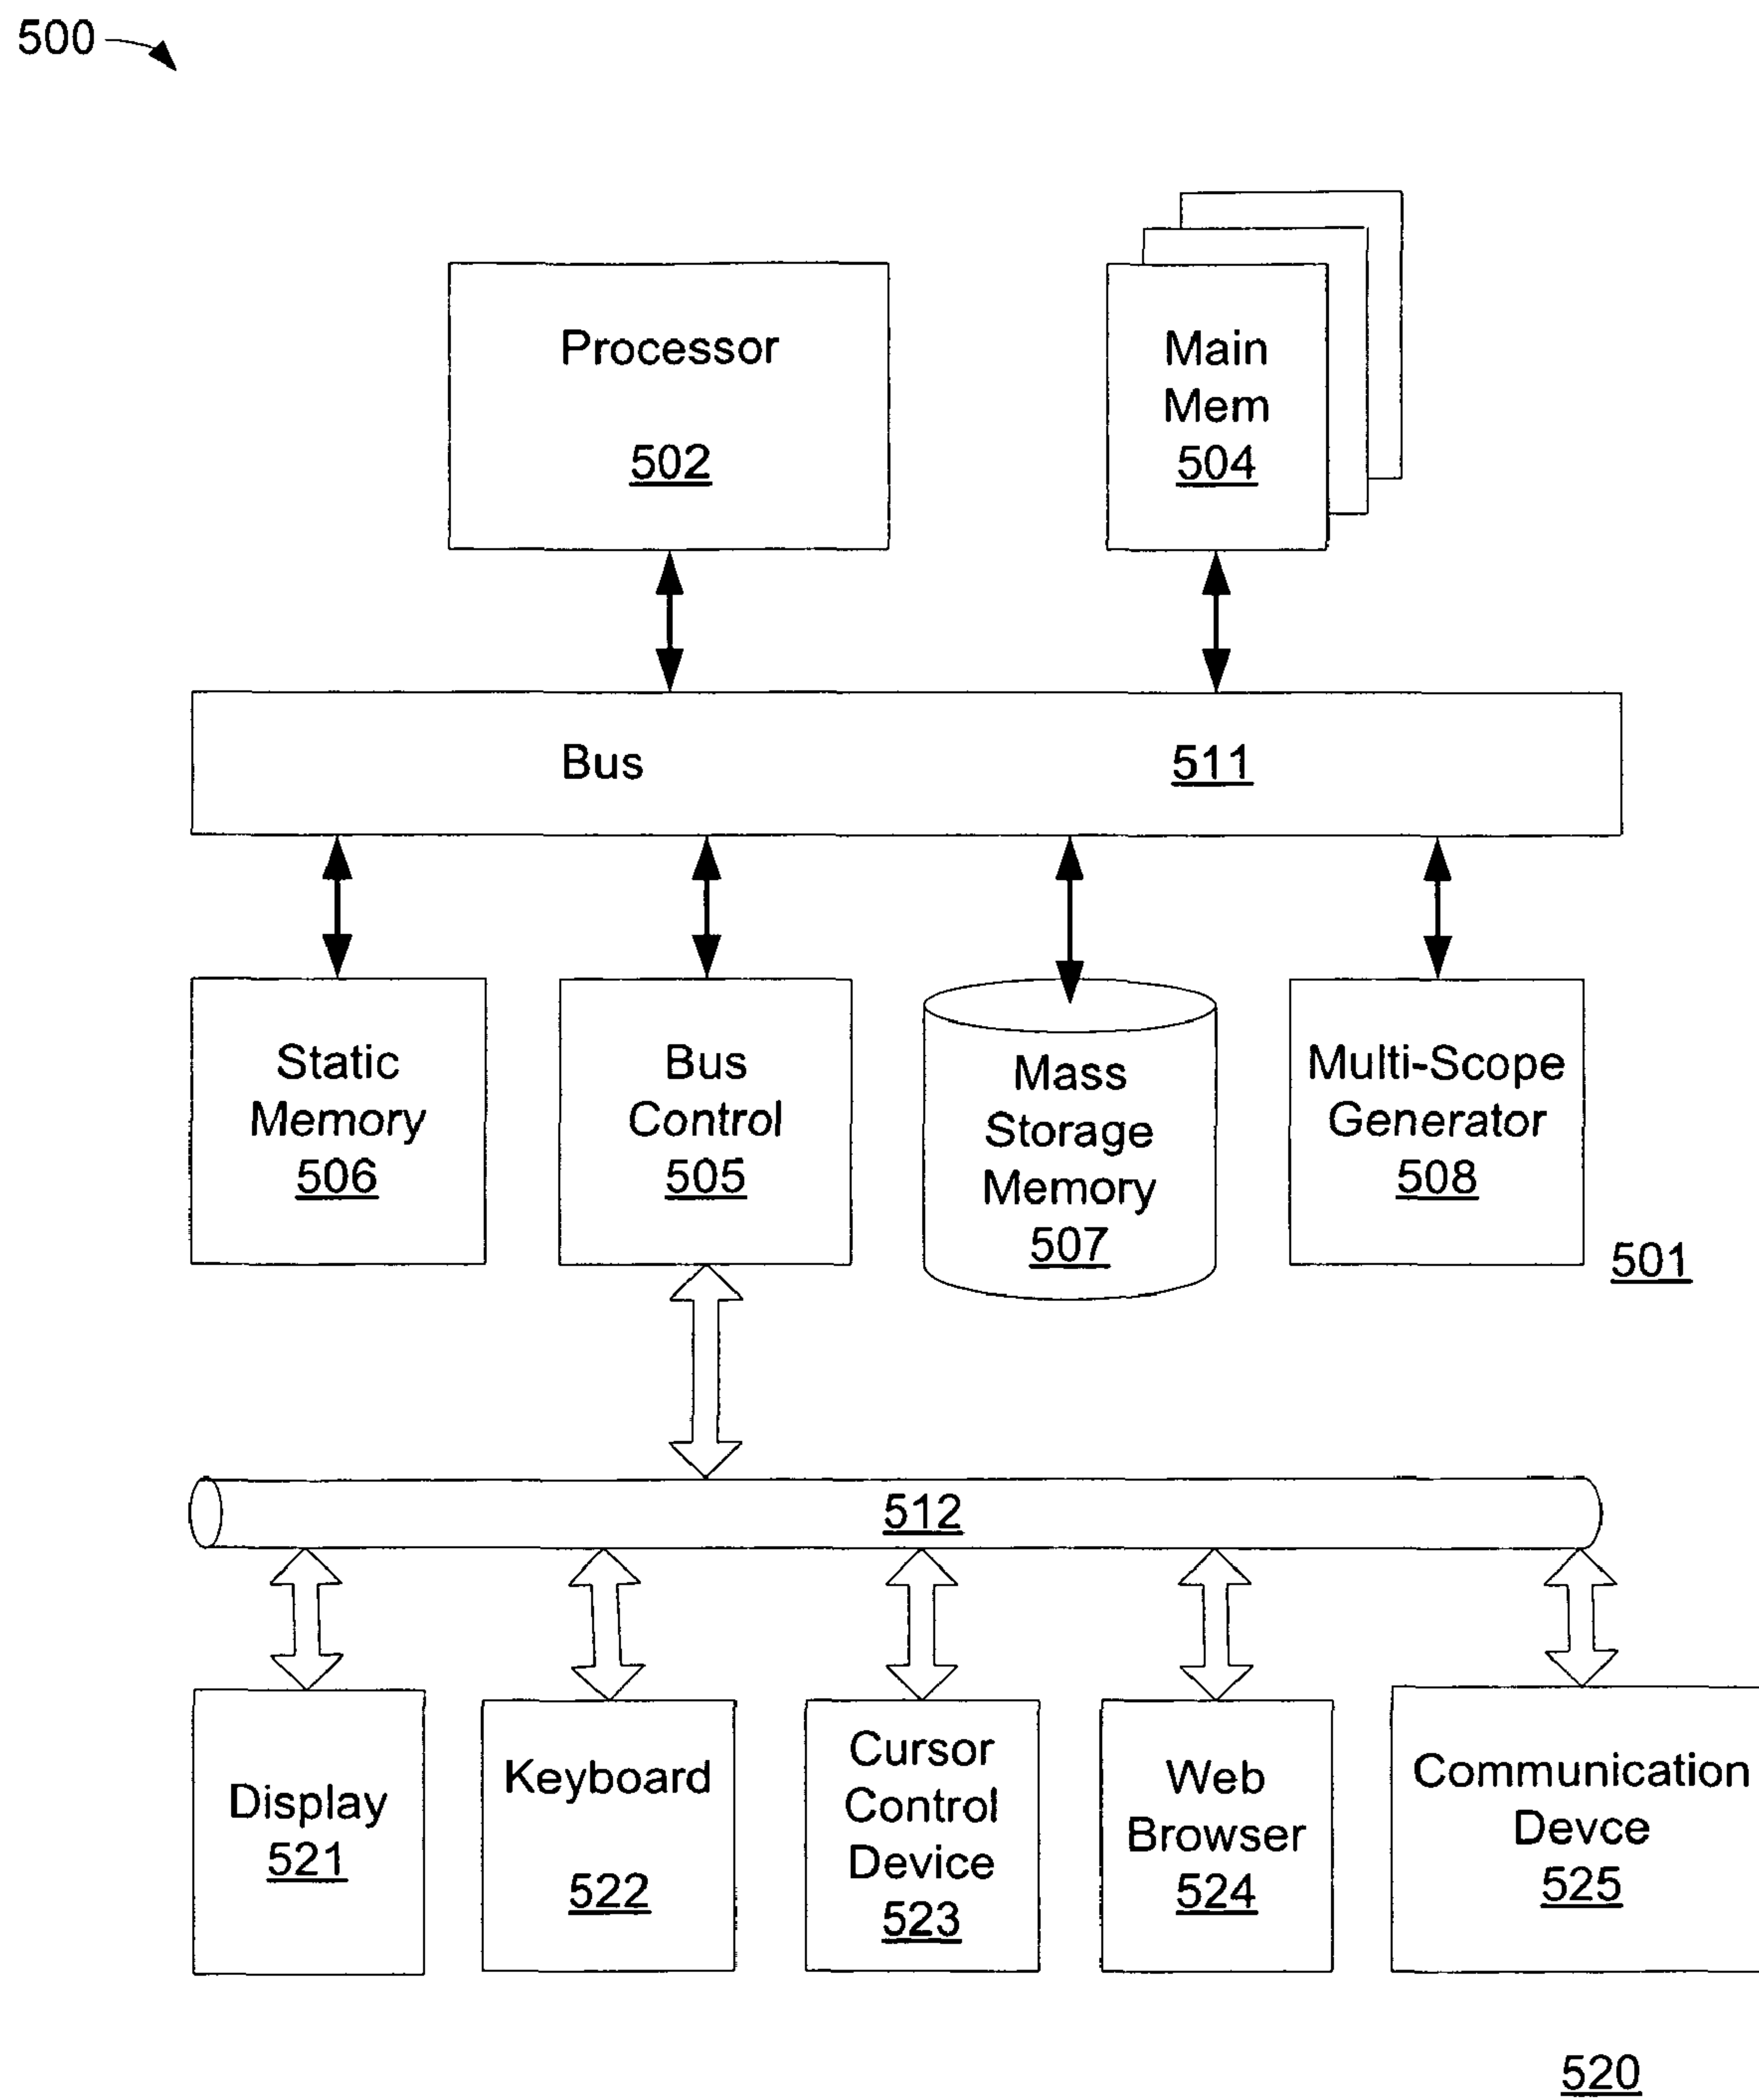 500
Processor
502
Main
Mem
504
Bus 511
Static
Memory
506
Bus
Control
505
Mass
Storage
Memory
507
Multi-Scope
Generator
508
501
512
Display
521
Keyboard
522
Cursor
Control
Device
523
Web
Browser
524
Communication
Devce
525
520